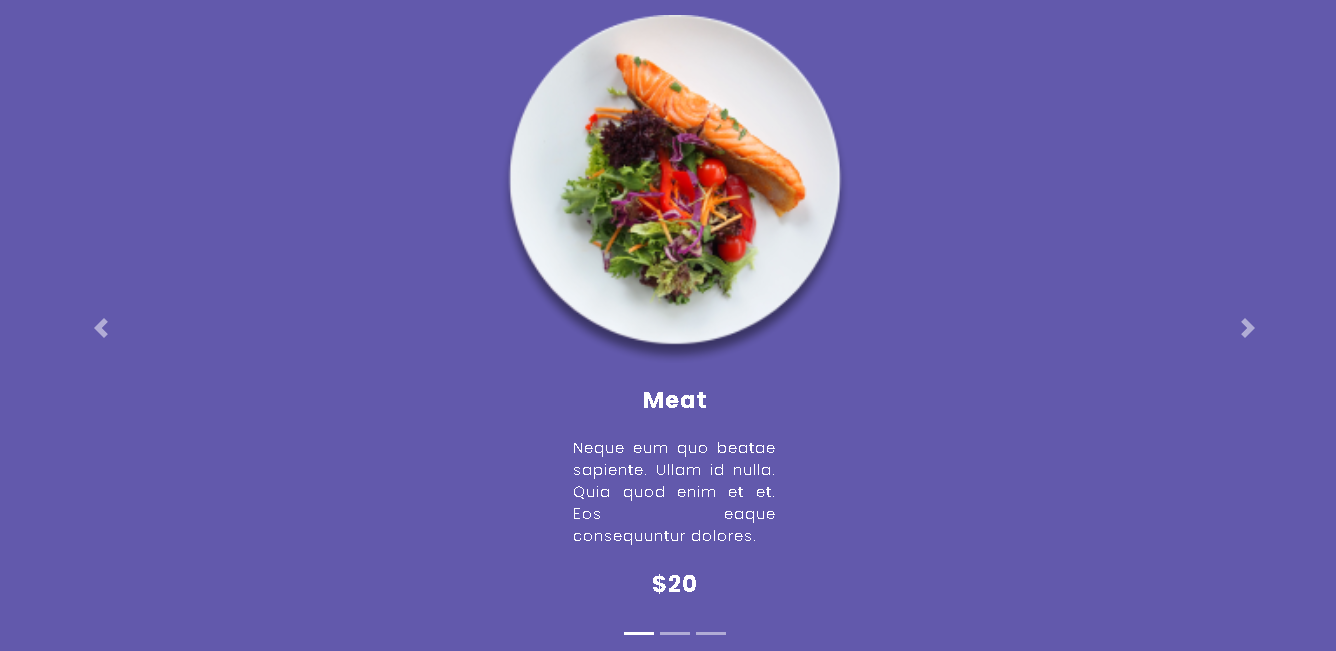 Meat
Neque eum quo beatae
sapiente. Ullam id nulla.
Quia quod enim et et.
Eos eaque
consequuntur dolores.
$20